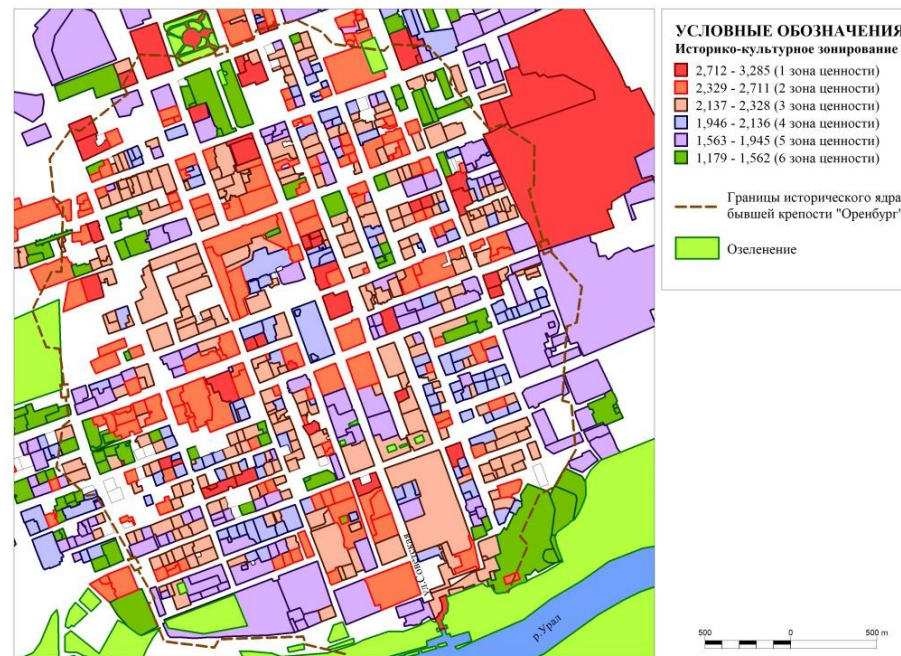 УСЛОВНЫЕ ОБОЗНАЧЕНИЯ
Историко-культурное зонирование
2,712 - 3,285 (1 зона ценности)
2,329 - 2,711 (2 зона ценности)
2,137 - 2,328 (3 зона ценности)
1,946 - 2,136 (4 зона ценности)
1,563 - 1,945 (5 зона ценности)
1,179 - 1,562 (6 зона ценности)
Границы исторического ядра
бывшей крепости "Оренбург"
Озеленение
ул.Советская
р.Урал
500 0 500 m